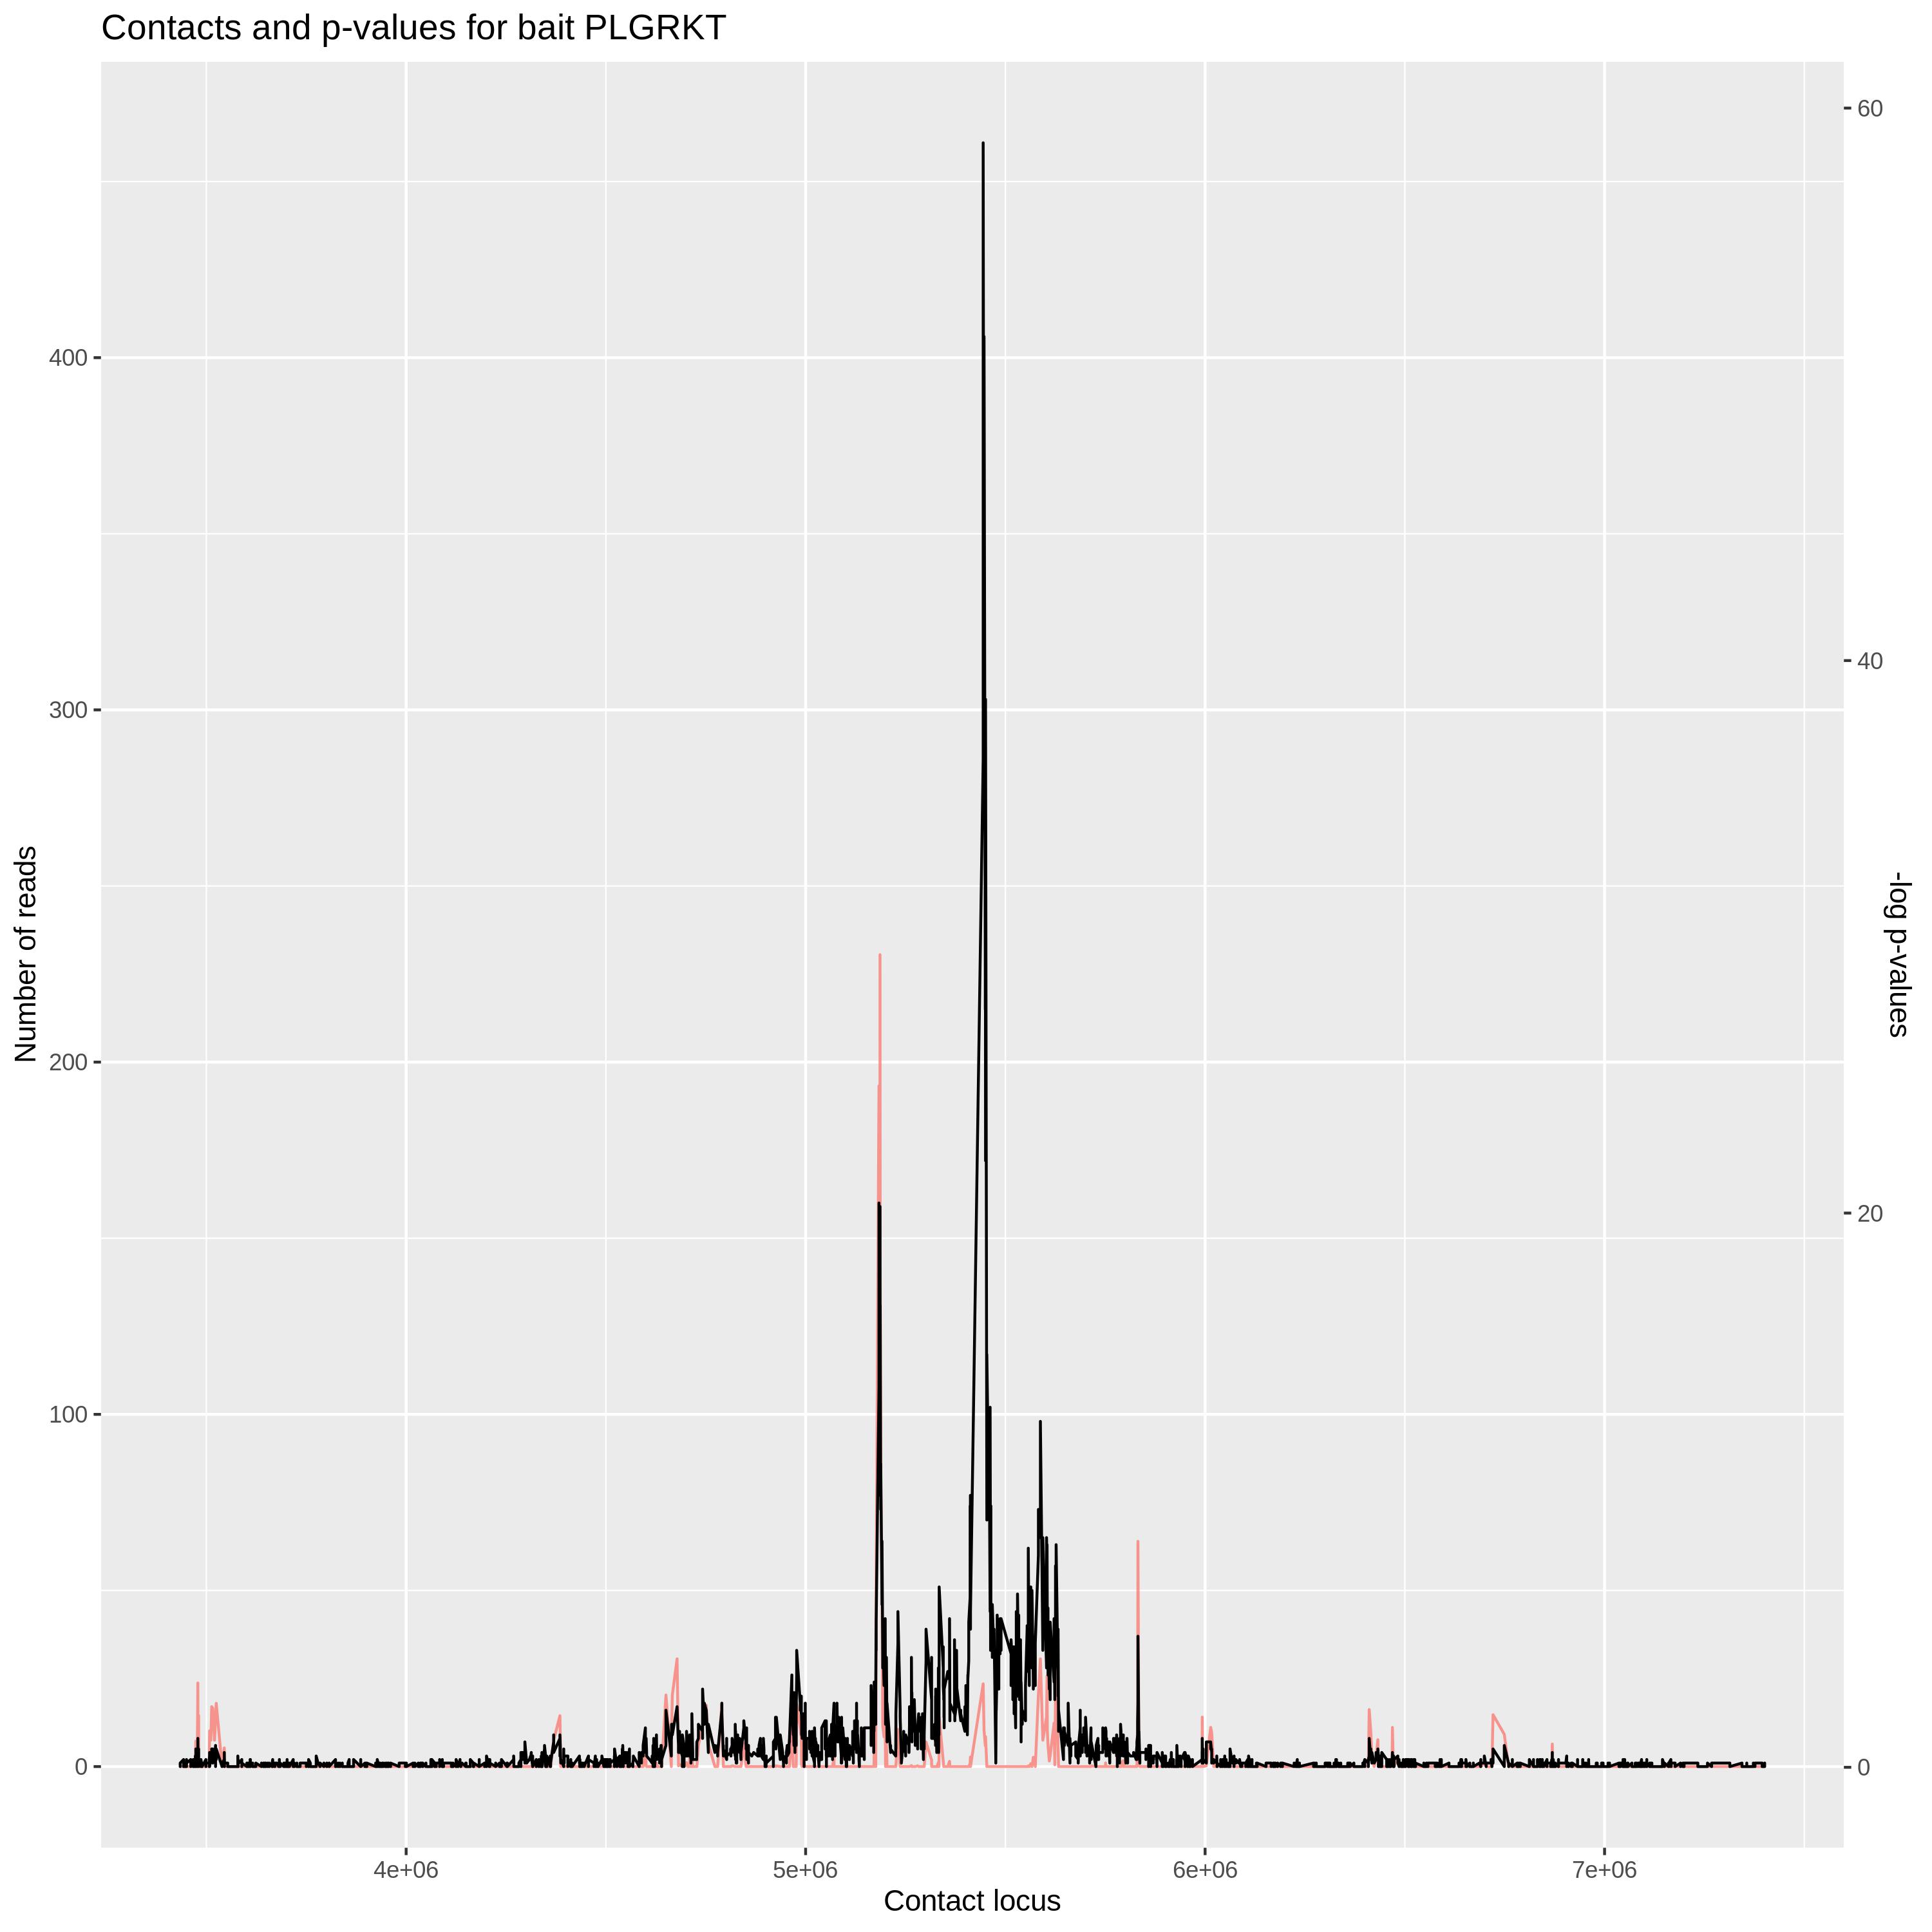 Contacts and p-values for bait PLGRKT
60
400
40
300
Number of reads
-log p-values
200
20
100
0
0
4e+06
5e+06
6e+06
7e+06
Contact locus